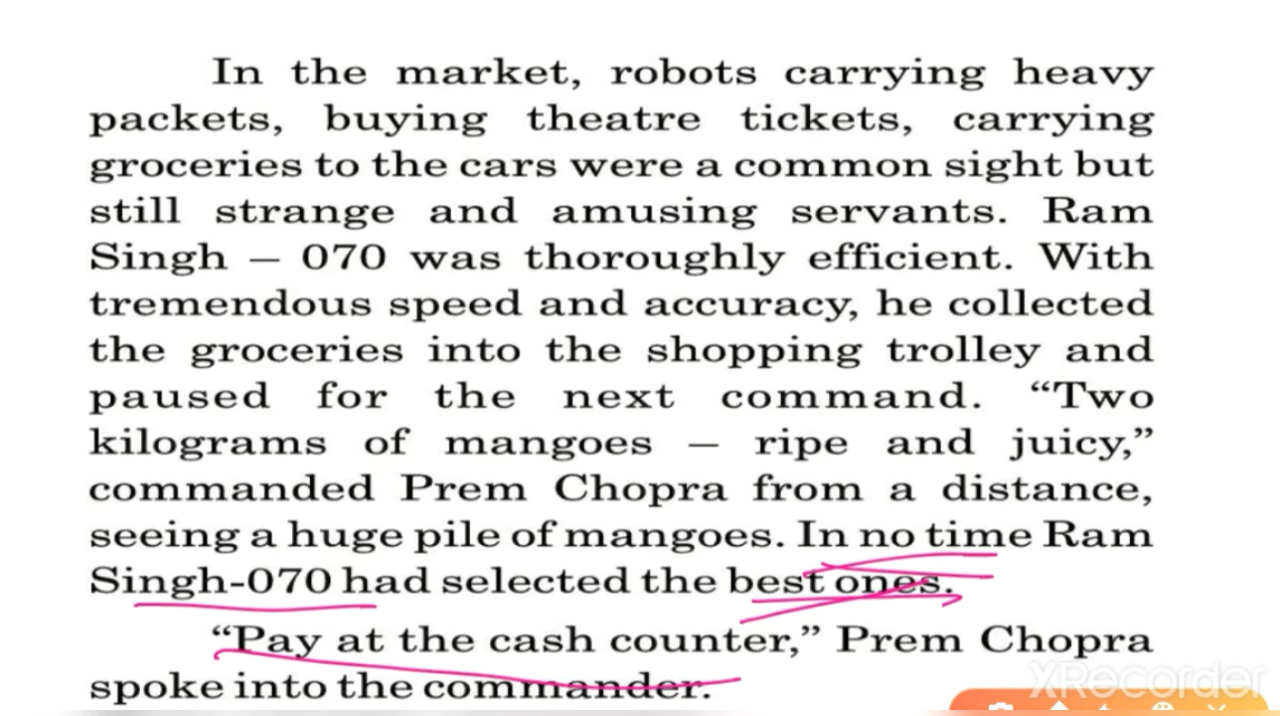 In the market, robots carrying heavy
packets, buying theatre tickets, carrying
groceries to the cars were a common sight but
still strange and amusing servants. Ram
Singh – 070 was thoroughly efficient. With
tremendous speed and accuracy, he collected
the groceries into the shopping trolley and
paused for the next command. “Two
kilograms of mangoes – ripe and juicy,”
commanded Prem Chopra from a distance,
seeing a huge pile of mangoes. In no time Ram
Singh-070 had selected the best ones.
“Pay at the cash counter,” Prem Chopra
spoke into the commander.
XRecorder